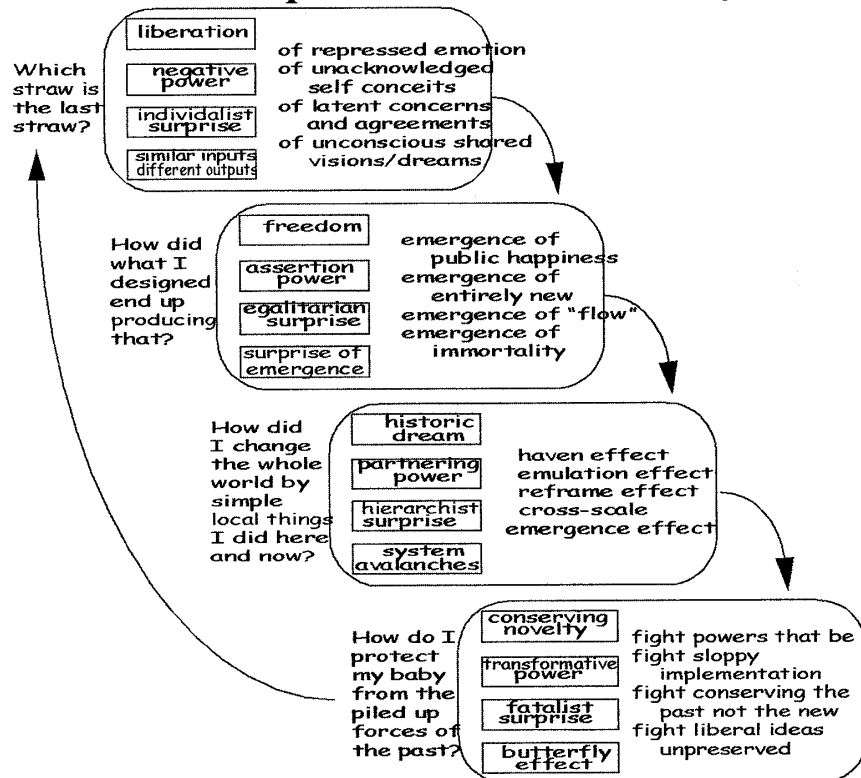 Which
straw is
the last
straw?
liberation
negative
power
individalist
surprise
similar inputs
different outputs
of repressed emotion
of unacknowledged
self conceits
of latent concerns
and agreements
of unconscious shared
visions/dreams
How did
what I
designed
end up
producing
that?
freedom
assertion
power
egalitarian
surprise
surprise of
emergence
emergence of
public happiness
emergence of
entirely new
emergence of "flow"
emergence of
immortality
How did
I change
the whole
world by
simple
local things
I did here
and now?
historic
dream
partnering
power
hierarchist
surprise
system
avalanches
haven effect
emulation effect
reframe effect
cross-scale
emergence effect
How do I
protect
my baby
from the
piled up
forces of
the past?
conserving
novelty
transformative
power
fatalist
surprise
butterfly
effect
fight powers that be
fight sloppy
implementation
fight conserving the
past not the new
fight liberal ideas
unpreserved